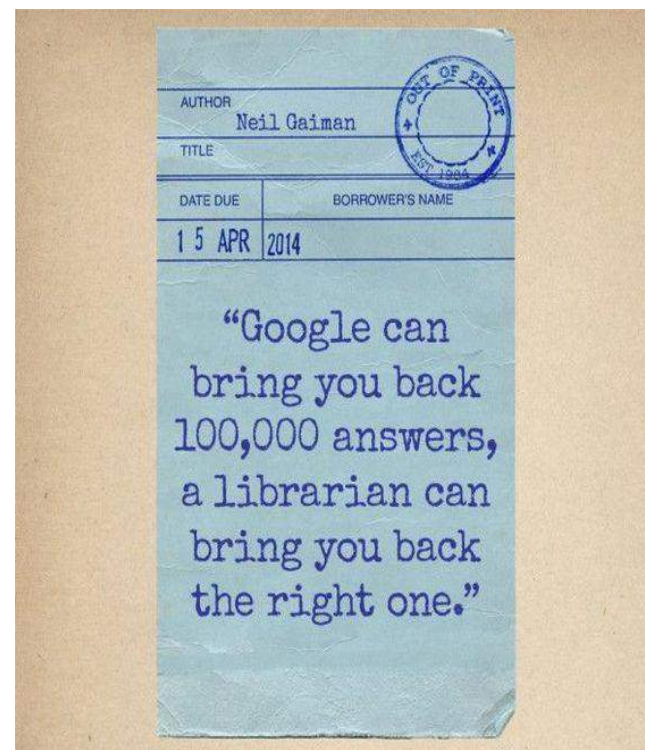 OUT OF PRINT
EST 1984
AUTHOR
Neil Gaiman
TITLE
DATE DUE BORROWER'S NAME
15 APR 2014
“Google can
bring you back
100,000 answers,
a librarian can
bring you back
the right one.”